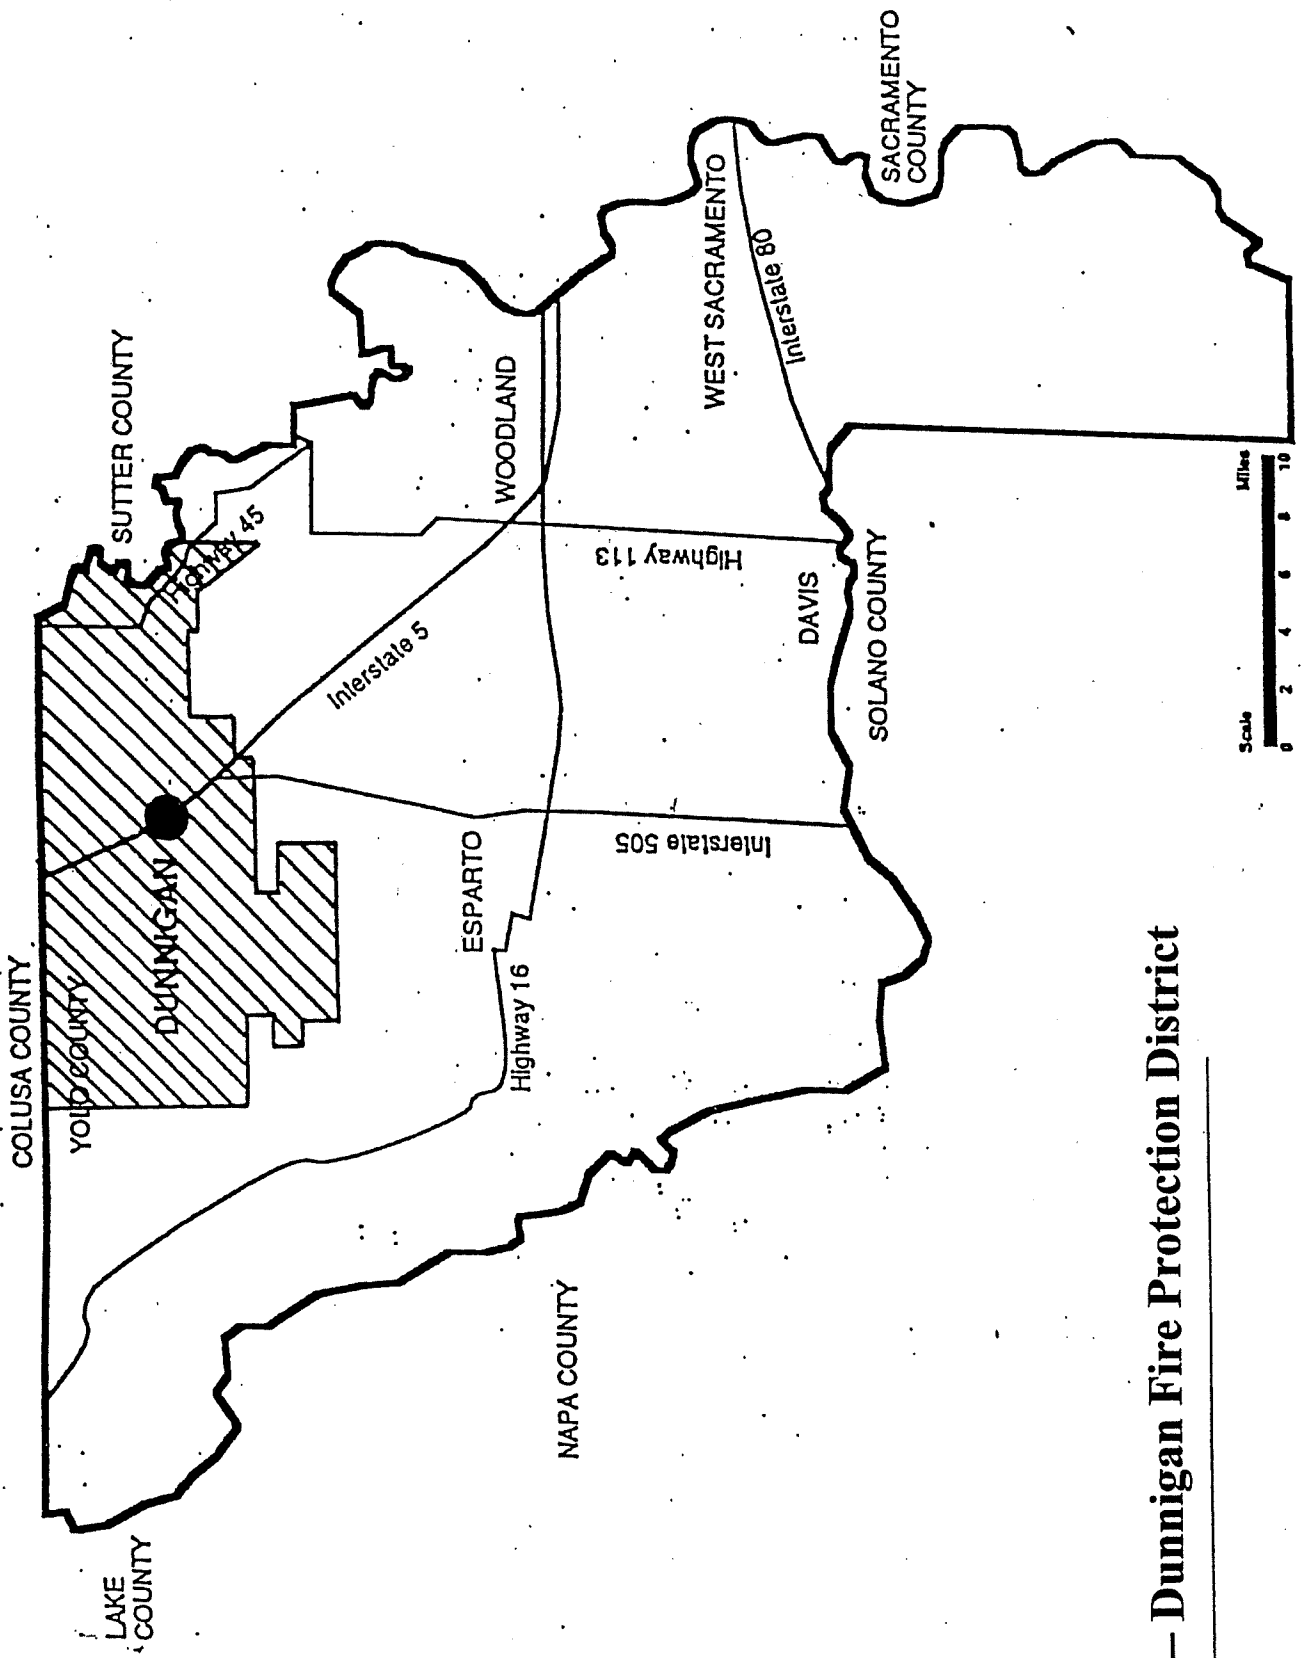 LAKE
COUNTY
COLUSA COUNTY
YOLO COUNTY
DUNNIGAN
SUTTER COUNTY
Highway 45
Interstate 5
ESPARTO
WOODLAND
Highway 16
NAPA COUNTY
Interstate 505
Highway 113
WEST SACRAMENTO
Interstate 80
DAVIS
SOLANO COUNTY
SACRAMENTO
COUNTY
Scale Miles
0 2 4 6 8 10
– Dunnigan Fire Protection District